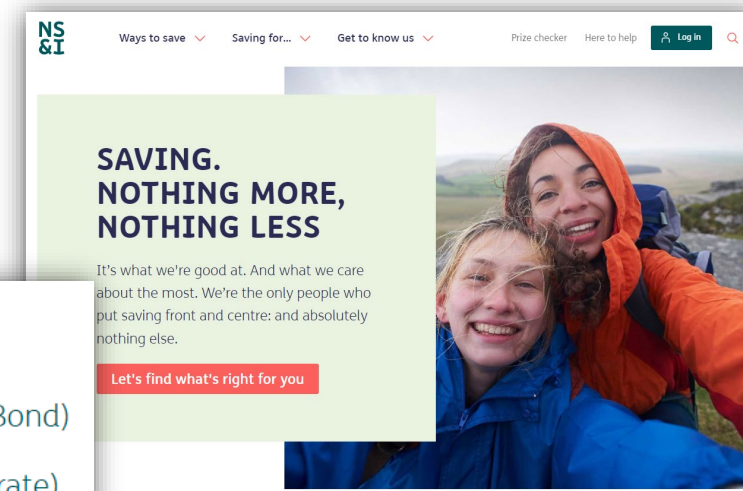 NS
&I
Ways to save
Saving for...
Get to know us
Prize checker
Here to help
Log in
SAVING.
NOTHING MORE,
NOTHING LESS
It's what we're good at. And what we care
about the most. We're the only people who
put saving front and centre: and absolutely
nothing else.
Let's find what's right for you
Bond)
rate)